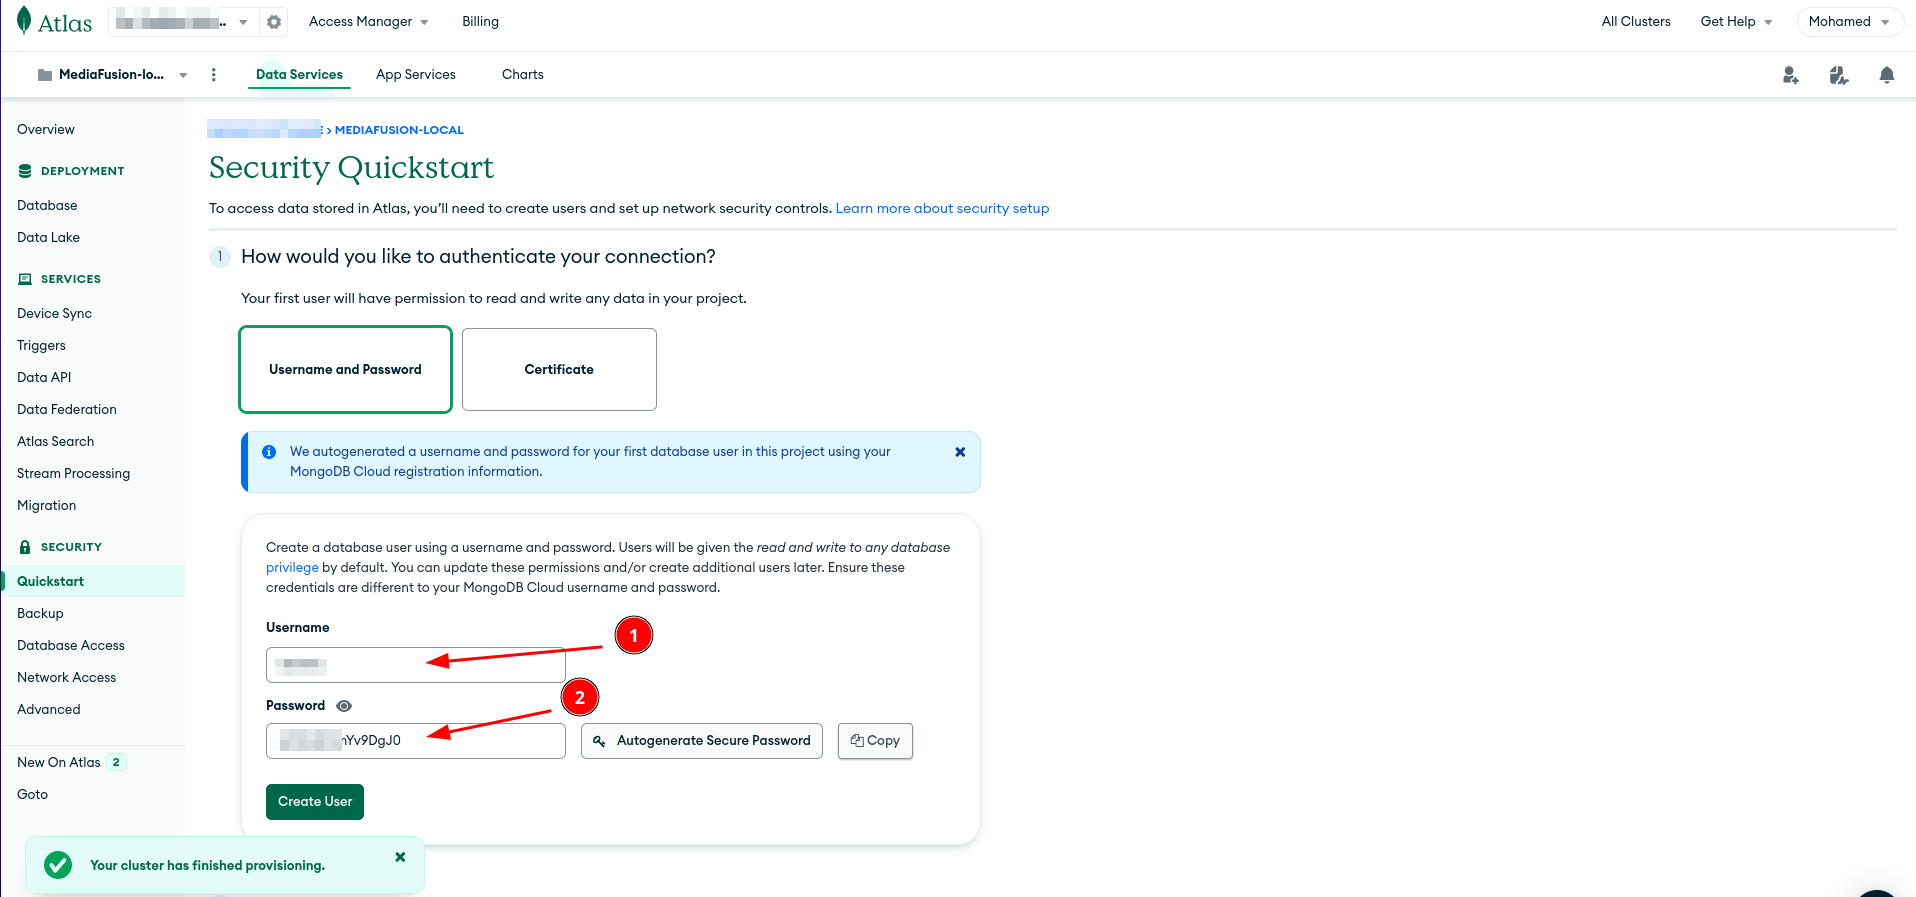 Atlas
..
Access Manager
Billing
All Clusters
Get Help
Mohamed
MediaFusion-lo...
Data Services
App Services
Charts
Overview
DEPLOYMENT
Database
Data Lake
SERVICES
Device Sync
Triggers
Data API
Data Federation
Atlas Search
Stream Processing
Migration
SECURITY
Quickstart
Backup
Database Access
Network Access
Advanced
New On Atlas 2
Goto
> MEDIAFUSION-LOCAL
Security Quickstart
To access data stored in Atlas, you'll need to create users and set up network security controls. Learn more about security setup
1 How would you like to authenticate your connection?
Your first user will have permission to read and write any data in your project.
Username and Password
Certificate
We autogenerated a username and password for your first database user in this project using your
MongoDB Cloud registration information.
Create a database user using a username and password. Users will be given the read and write to any database
privilege by default. You can update these permissions and/or create additional users later. Ensure these
credentials are different to your MongoDB Cloud username and password.
Username
1
Password
2
Yv9DgJ0
Autogenerate Secure Password
Copy
Create User
Your cluster has finished provisioning.